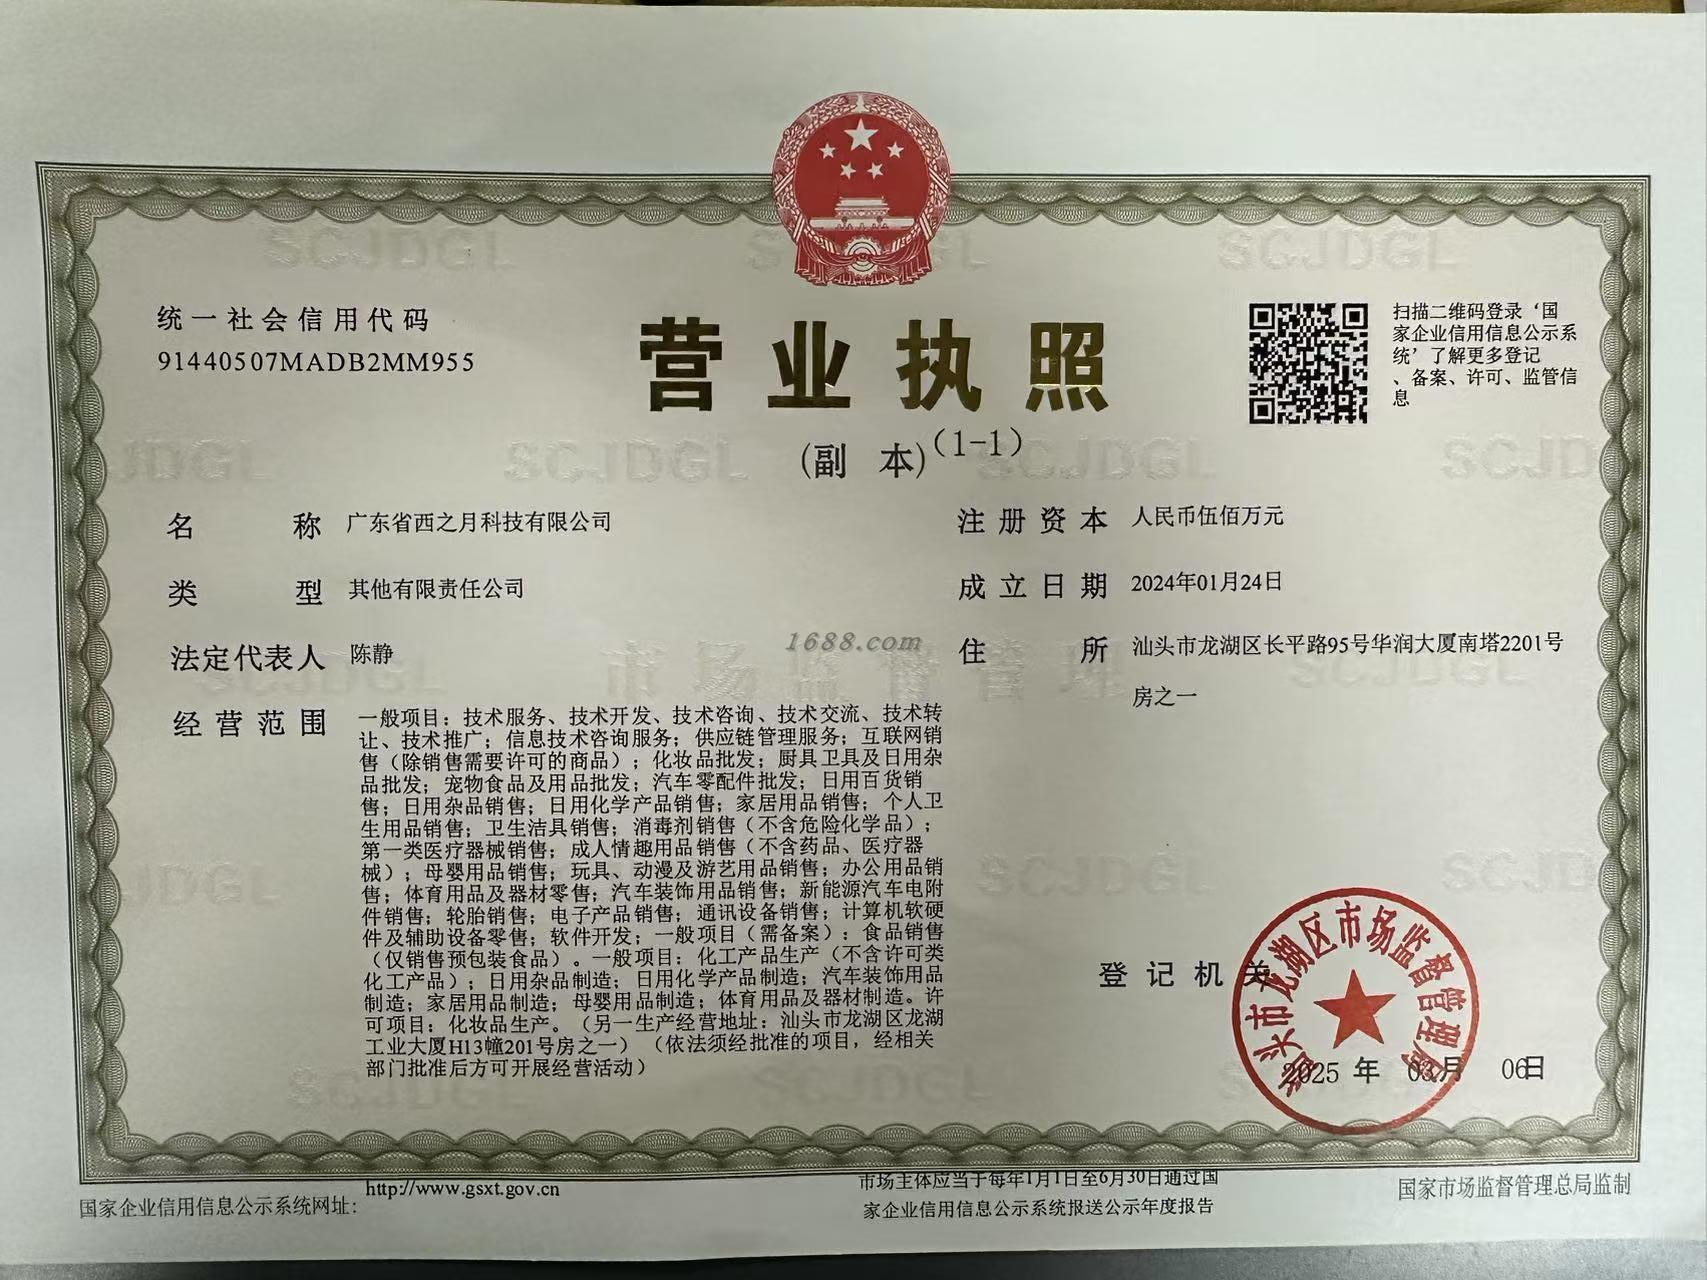 统一社会信用代码
91440507MADB2MM955
营业执照
(副 本)(1-1)
扫描二维码登录‘国
家企业信用信息公示系
统’了解更多登记
、备案、许可、监管信
息
名 称 广东省西之月科技有限公司
类 型 其他有限责任公司
法定代表人 陈静
经营范围 一般项目：技术服务、技术开发、技术咨询、技术交流、技术转
让、技术推广；信息技术咨询服务；供应链管理服务；互联网销
售（除销售需要许可的商品）；化妆品批发；厨具卫具及日用杂
品批发；宠物食品及用品批发；汽车零配件批发；日用百货销
售；日用杂品销售；日用化学产品销售；家居用品销售；个人卫
生用品销售；卫生洁具销售；消毒剂销售（不含危险化学品）；
第一类医疗器械销售；成人情趣用品销售（不含药品、医疗器
械）；母婴用品销售；玩具、动漫及游艺用品销售；办公用品销
售；体育用品及器材零售；汽车装饰用品销售；新能源汽车电附
件销售；轮胎销售；电子产品销售；通讯设备销售；计算机软硬
件及辅助设备零售；软件开发；一般项目（需备案）：食品销售
（仅销售预包装食品）。一般项目：化工产品生产（不含许可类
化工产品）；日用杂品制造；日用化学产品制造；汽车装饰用品
制造；家居用品制造；母婴用品制造；体育用品及器材制造。许
可项目：化妆品生产。（另一生产经营地址：汕头市龙湖区龙湖
工业大厦H13幢201号房之一）（依法须经批准的项目，经相关
部门批准后方可开展经营活动）
注册资本 人民币伍佰万元
成立日期 2024年01月24日
住 所 汕头市龙湖区长平路95号华润大厦南塔2201号
房之一
1688.com
市场监督管理
SCJDGL
登记机关
汕头市龙湖区市场监督管理局
2025 年 03月 06日
国家企业信用信息公示系统网址：
http://www.gsxt.gov.cn
市场主体应当于每年1月1日至6月30日通过国
家企业信用信息公示系统报送公示年度报告
国家市场监督管理总局监制